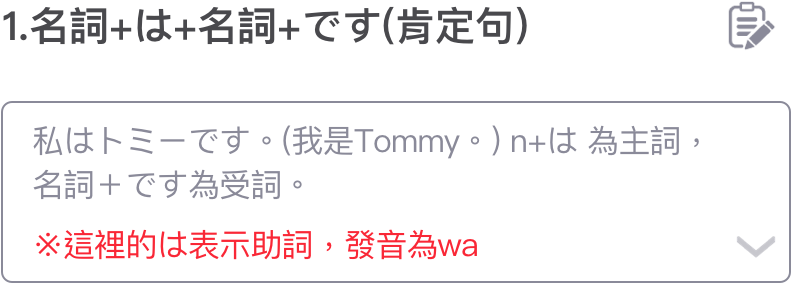 1.名詞+は+名詞+です(肯定句)
私はトミーです。(我是Tommy。) n+は 為主詞，
名詞＋です為受詞。
※這裡的は表示助詞，發音為wa